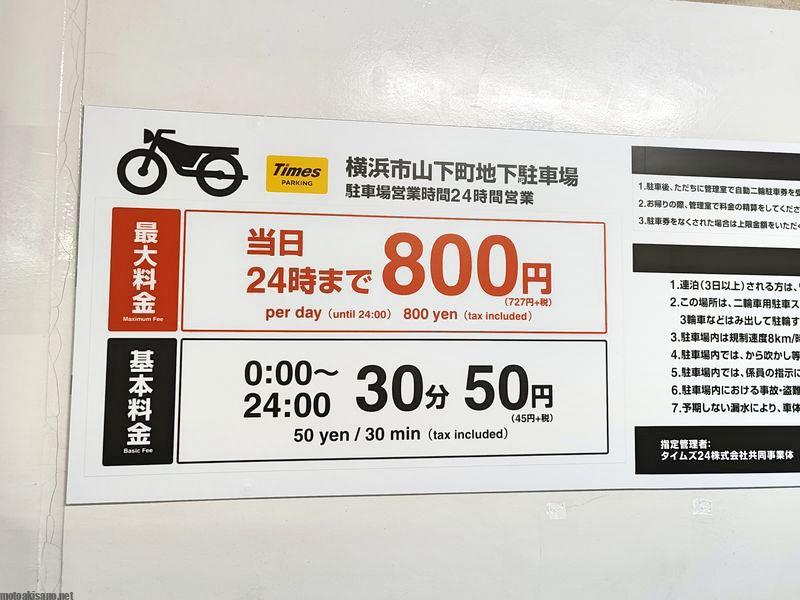 Times
PARKING
横浜市山下町地下駐車場
駐車場営業時間24時間営業
最大料金
Maximum Fee
当日
24時まで 800円
(727円+税)
per day (until 24:00) 800 yen (tax included)
基本料金
Basic Fee
0:00～
24:00
30分 50円
(45円+税)
50 yen / 30 min (tax included)
1.駐車後、ただちに管理室で自動二輪駐車券を
2.お帰りの際、管理室で料金の精算をしてくださ
3.駐車券をなくされた場合は上限金額をいただ
1.連泊(3日以上)される方は、
2.この場所は、二輪車用駐車ス
3輪車などはみ出して駐輪す
3.駐車場内は規制速度8km/時
4.駐車場内では、から吹かし等
5.駐車場内では、係員の指示に
6.駐車場内における事故・盗難
7.予期しない漏水により、車体
指定管理者:
タイムズ24株式会社共同事業体
motoakisano.net